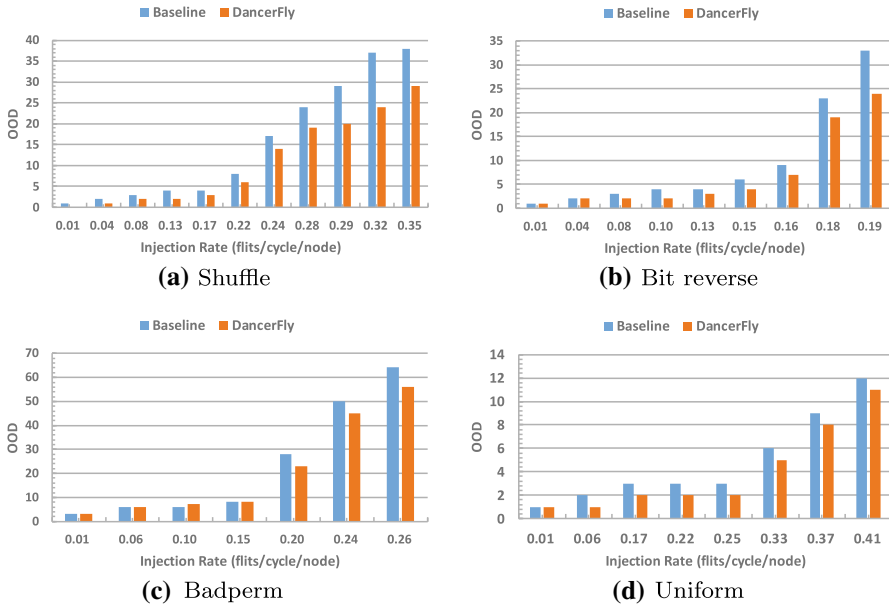 Baseline DancerFly
40
35
30
25
20
15
10
5
0
OOD
0.01 0.04 0.08 0.13 0.17 0.22 0.24 0.28 0.29 0.32 0.35
Injection Rate (flits/cycle/node)
(a) Shuffle
Baseline DancerFly
35
30
25
20
15
10
5
0
OOD
0.01 0.04 0.08 0.10 0.13 0.15 0.16 0.18 0.19
Injection Rate (flits/cycle/node)
(b) Bit reverse
Baseline DancerFly
70
60
50
40
30
20
10
0
OOD
0.01 0.06 0.10 0.15 0.20 0.24 0.26
Injection Rate (flits/cycle/node)
(c) Badperm
Baseline DancerFly
14
12
10
8
6
4
2
0
OOD
0.01 0.06 0.17 0.22 0.25 0.33 0.37 0.41
Injection Rate (flits/cycle/node)
(d) Uniform